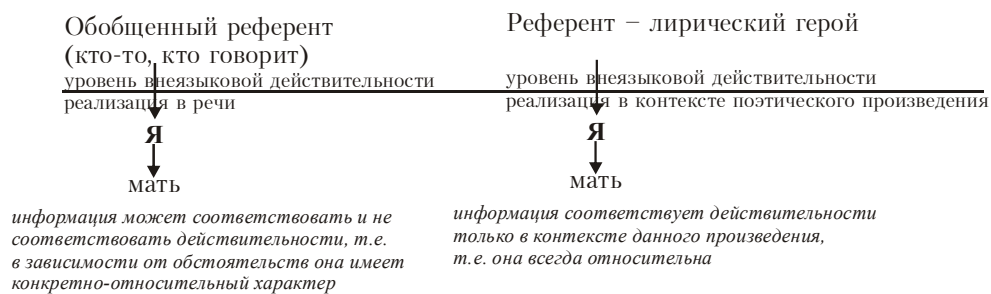 Обобщенный референт
(кто-то, кто говорит)
уровень внеязыковой действительности
реализация в речи
Я
мать
информация может соответствовать и не
соответствовать действительности, т.е.
в зависимости от обстоятельств она имеет
конкретно-относительный характер
Референт – лирический герой
уровень внеязыковой действительности
реализация в контексте поэтического произведения
Я
мать
информация соответствует действительности
только в контексте данного произведения,
т.е. она всегда относительна